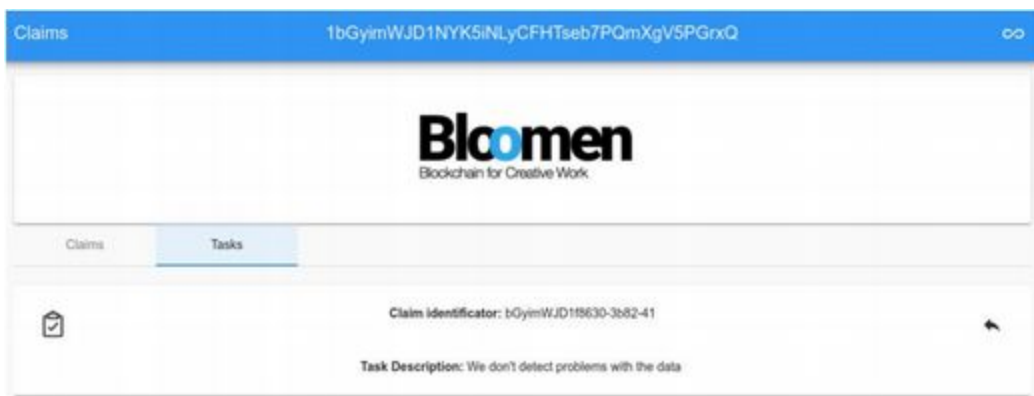 Claims 1bGyimWJD1NYK5iNLyCFHTseb7PQmXgV5PGrxQ
Bloomen
Blockchain for Creative Work
Claims Tasks
Claim identificator: bGyimWJD1f8630-3b82-41
Task Description: We don't detect problems with the data